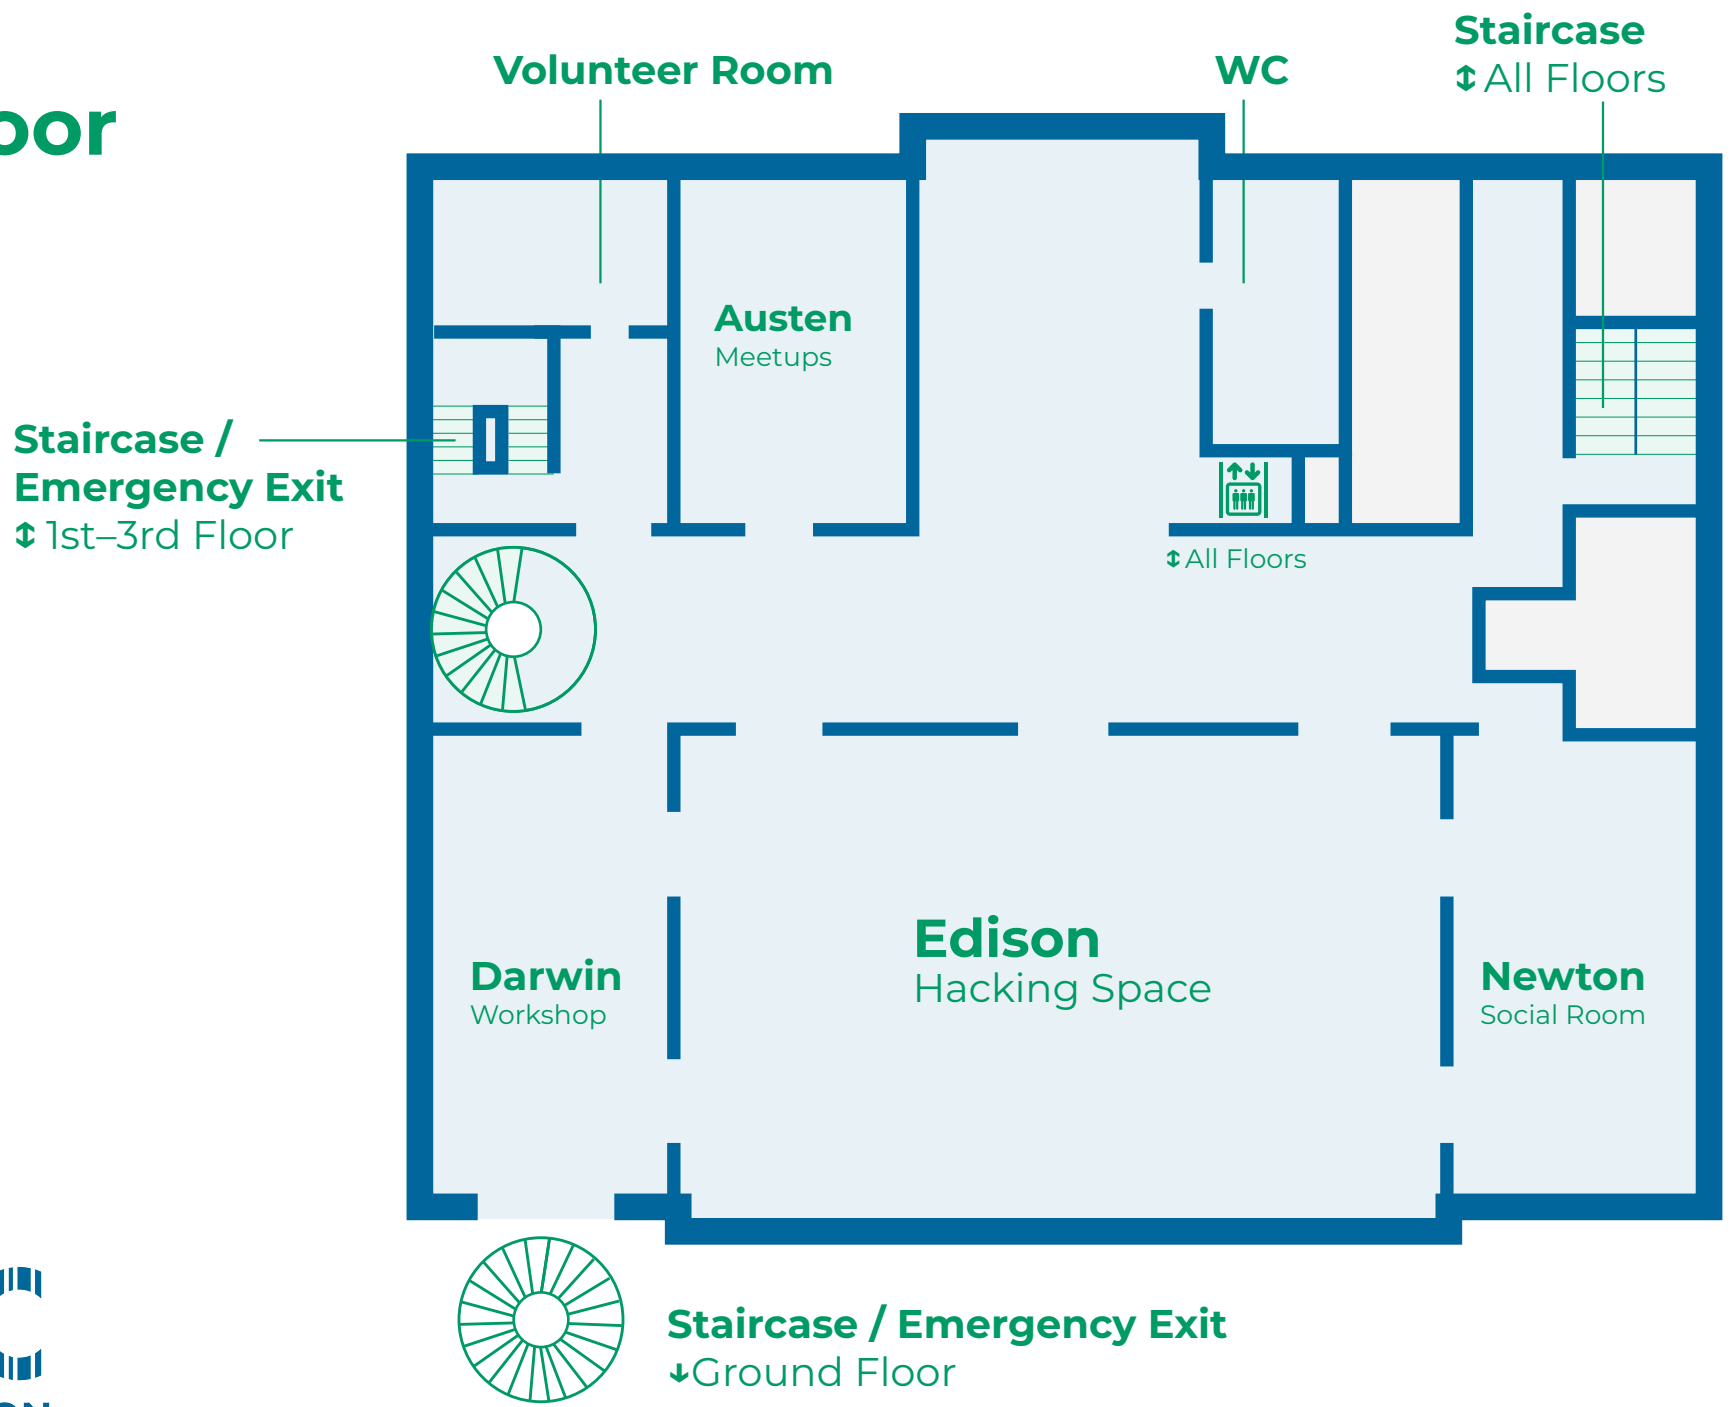 Volunteer Room
WC
Staircase
↕ All Floors
Austen
Meetups
Staircase /
Emergency Exit
↕ 1st–3rd Floor
↕ All Floors
Edison
Hacking Space
Darwin
Workshop
Newton
Social Room
Staircase / Emergency Exit
↓Ground Floor